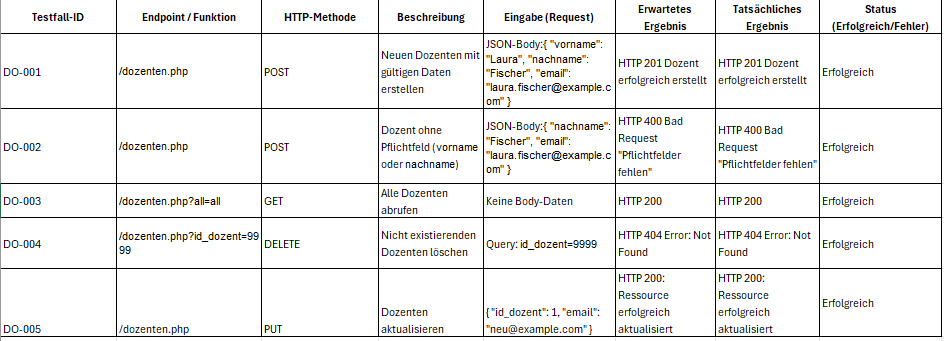 Testfall-ID Endpoint / Funktion HTTP-Methode Beschreibung Eingabe (Request) Erwartetes Ergebnis Tatsächliches Ergebnis Status (Erfolgreich/Fehler)
DO-001
/dozenten.php
POST
Neuen Dozenten mit
gültigen Daten
erstellen
JSON-Body:{ "vorname":
"Laura", "nachname":
"Fischer", "email":
"laura.fischer@example.c
om" }
HTTP 201 Dozent
erfolgreich erstellt
HTTP 201 Dozent
erfolgreich erstellt
Erfolgreich
DO-002
/dozenten.php
POST
Dozent ohne
Pflichtfeld (vorname
oder nachname)
JSON-Body:{ "nachname":
"Fischer", "email":
"laura.fischer@example.c
om" }
HTTP 400 Bad
Request
"Pflichtfelder
fehlen"
HTTP 400 Bad
Request
"Pflichtfelder fehlen"
Erfolgreich
DO-003
/dozenten.php?all=all
GET
Alle Dozenten
abrufen
Keine Body-Daten
HTTP 200
HTTP 200
Erfolgreich
DO-004
/dozenten.php?id_dozent=99
99
DELETE
Nicht existierenden
Dozenten löschen
Query: id_dozent=9999
HTTP 404 Error: Not
Found
HTTP 404 Error: Not
Found
Erfolgreich
DO-005
/dozenten.php
PUT
Dozenten
aktualisieren
{ "id_dozent": 1, "email":
"neu@example.com" }
HTTP 200:
Ressource
erfolgreich
aktualisiert
HTTP 200:
Ressource
erfolgreich
aktualisiert
Erfolgreich